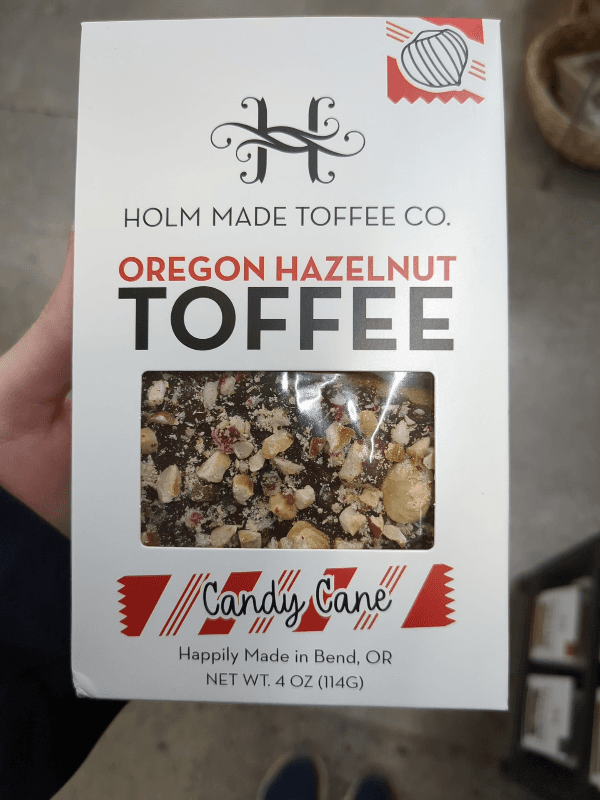 H
HOLM MADE TOFFEE CO.
OREGON HAZELNUT
TOFFEE
Candy Cane
Happily Made in Bend, OR
NET WT. 4 OZ (114G)